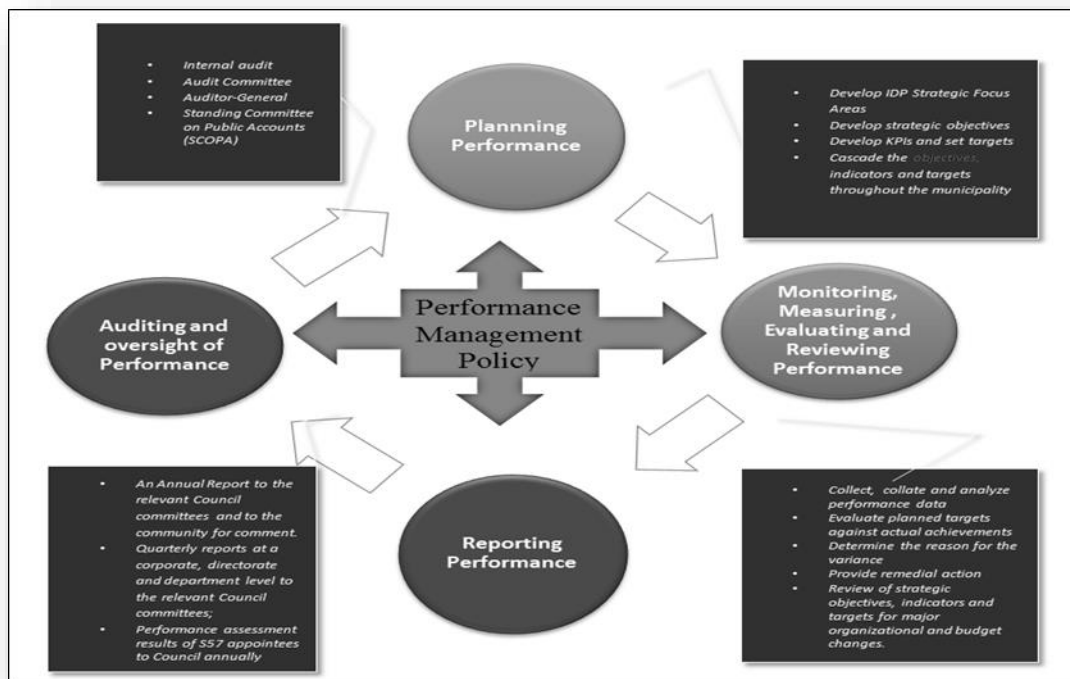 • Internal audit
• Audit Committee
• Auditor-General
• Standing Committee
on Public Accounts
(SCOPA)
Plannning
Performance
• Develop IDP Strategic Focus
Areas
• Develop strategic objectives
• Develop KPIs and set targets
• Cascade the objectives,
indicators and targets
throughout the municipality
Auditing and
oversight of
Performance
Performance
Management
Policy
Monitoring,
Measuring ,
Evaluating and
Reviewing
Performance
• An Annual Report to the
relevant Council
committees and to the
community for comment.
• Quarterly reports at a
corporate, directorate
and department level to
the relevant Council
committees;
• Performance assessment
results of S57 appointees
to Council annually
Reporting
Performance
• Collect, collate and analyze
performance data
• Evaluate planned targets
against actual achievements
• Determine the reason for the
variance
• Provide remedial action
• Review of strategic
objectives, indicators and
targets for major
organizational and budget
changes.